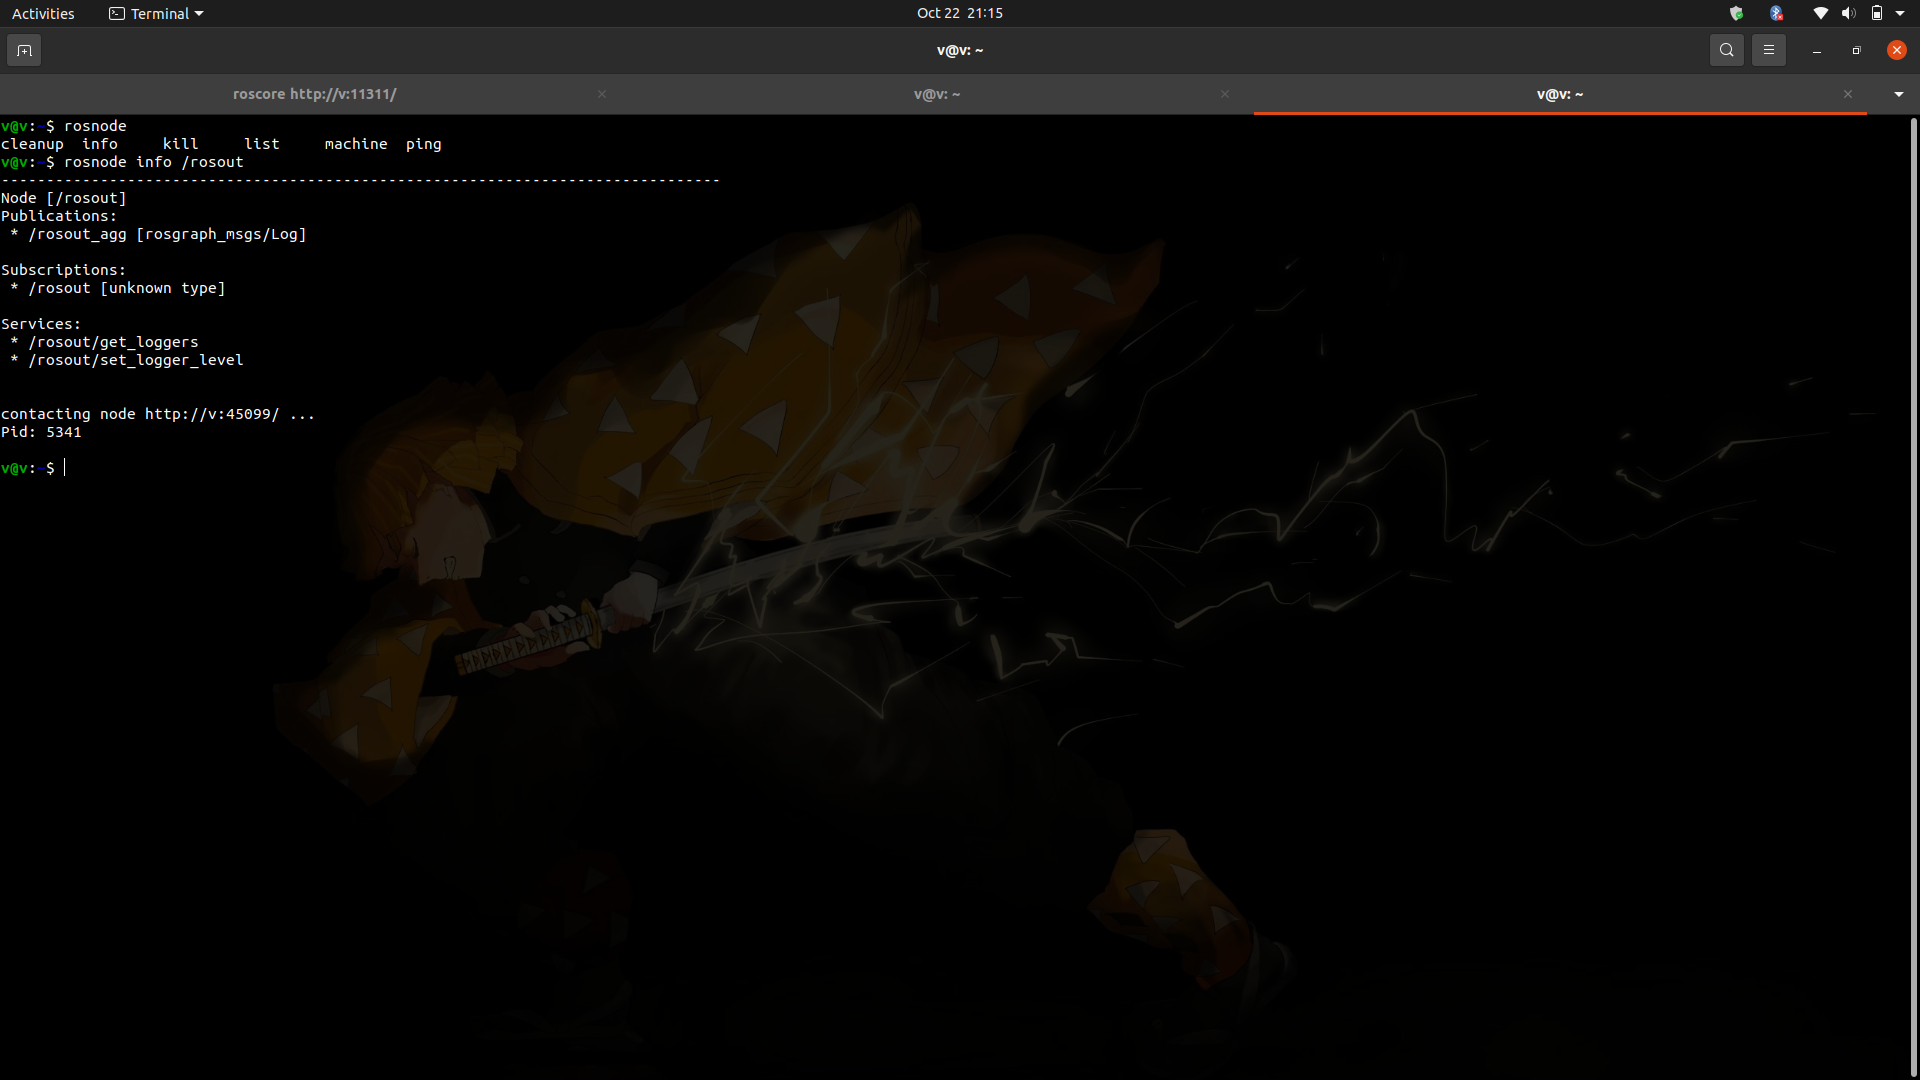 Activities Terminal Oct 22 21:15
v@v: ~
roscore http://v:11311/ v@v: ~ v@v: ~
v@v:~$ rosnode
cleanup info kill list machine ping
v@v:~$ rosnode info /rosout
--------------------------------------------------------------------------------
Node [/rosout]
Publications:
* /rosout_agg [rosgraph_msgs/Log]
Subscriptions:
* /rosout [unknown type]
Services:
* /rosout/get_loggers
* /rosout/set_logger_level
contacting node http://v:45099/ ...
Pid: 5341
v@v:~$